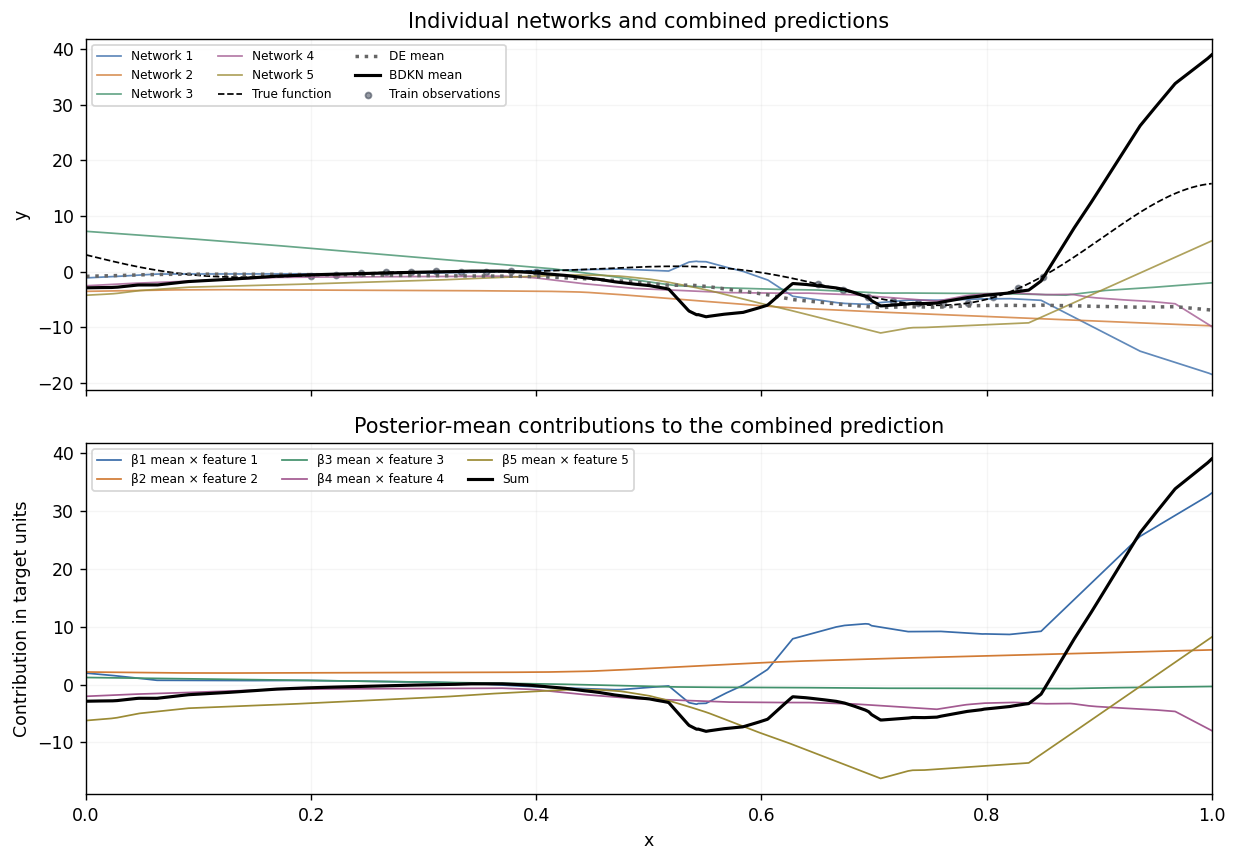 Individual networks and combined predictions
40
30
20
10
0
−10
−20
y
Network 1 Network 4 DE mean
Network 2 Network 5 BDKN mean
Network 3 True function Train observations
Posterior-mean contributions to the combined prediction
40
30
20
10
0
−10
Contribution in target units
β1 mean × feature 1 β3 mean × feature 3 β5 mean × feature 5
β2 mean × feature 2 β4 mean × feature 4 Sum
0.0 0.2 0.4 0.6 0.8 1.0
x